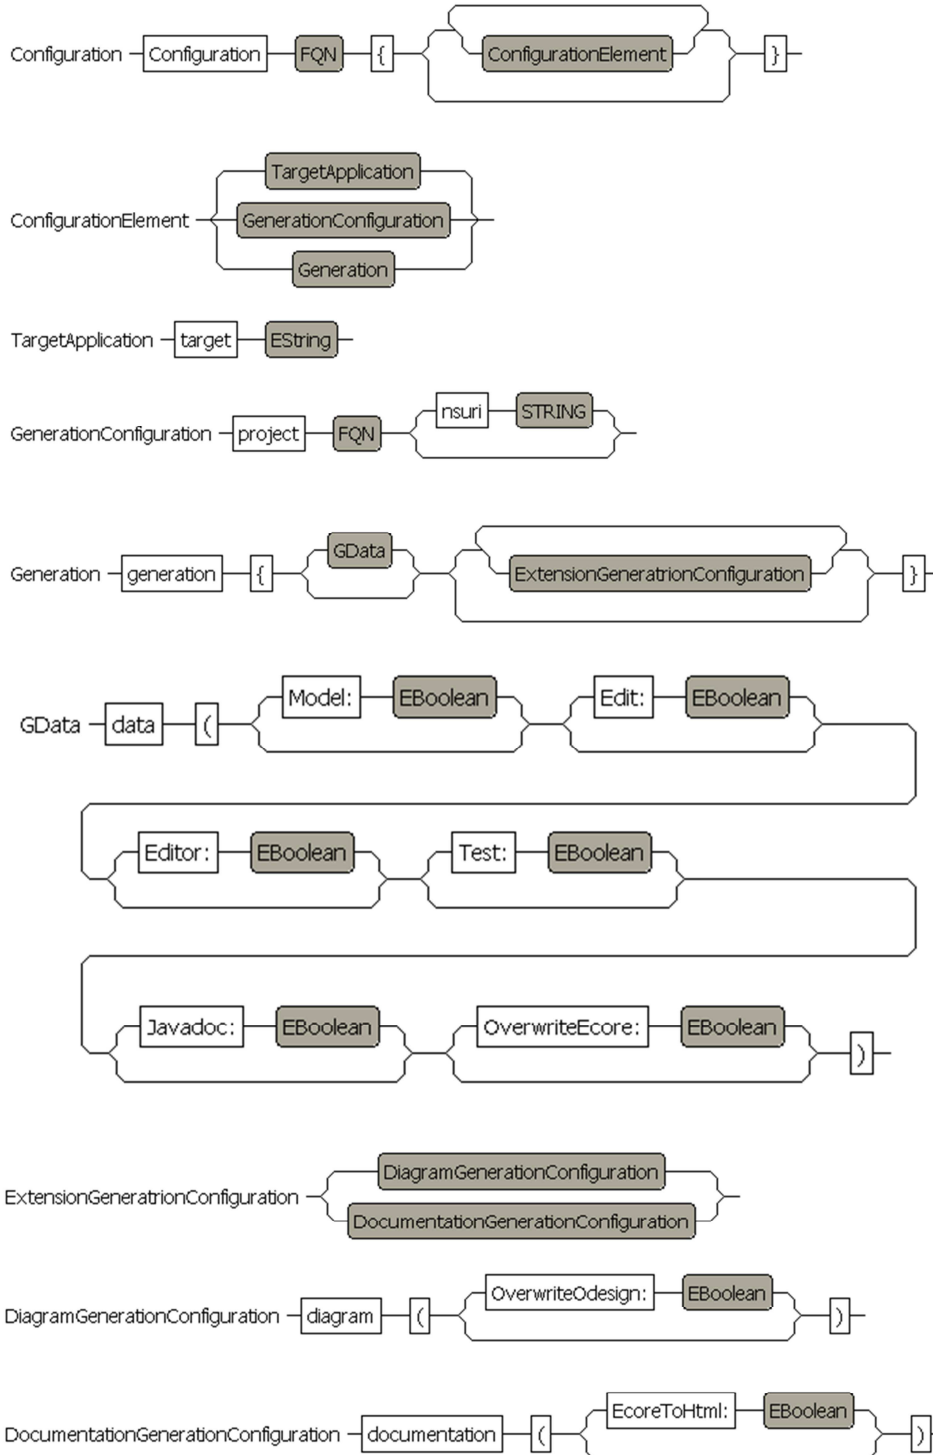 Configuration Configuration FQN { ConfigurationElement }
TargetApplication
ConfigurationElement GenerationConfiguration
Generation
TargetApplication target EString
nsuri STRING
GenerationConfiguration project FQN
GData
Generation generation { ExtensionGeneratrionConfiguration }
Model: EBoolean Edit: EBoolean
GData data (
Editor: EBoolean Test: EBoolean
Javadoc: EBoolean OverwriteEcore: EBoolean
)
DiagramGenerationConfiguration
ExtensionGeneratrionConfiguration
DocumentationGenerationConfiguration
OverwriteOdesign: EBoolean
DiagramGenerationConfiguration diagram ( )
EcoreToHtml: EBoolean
DocumentationGenerationConfiguration documentation ( )